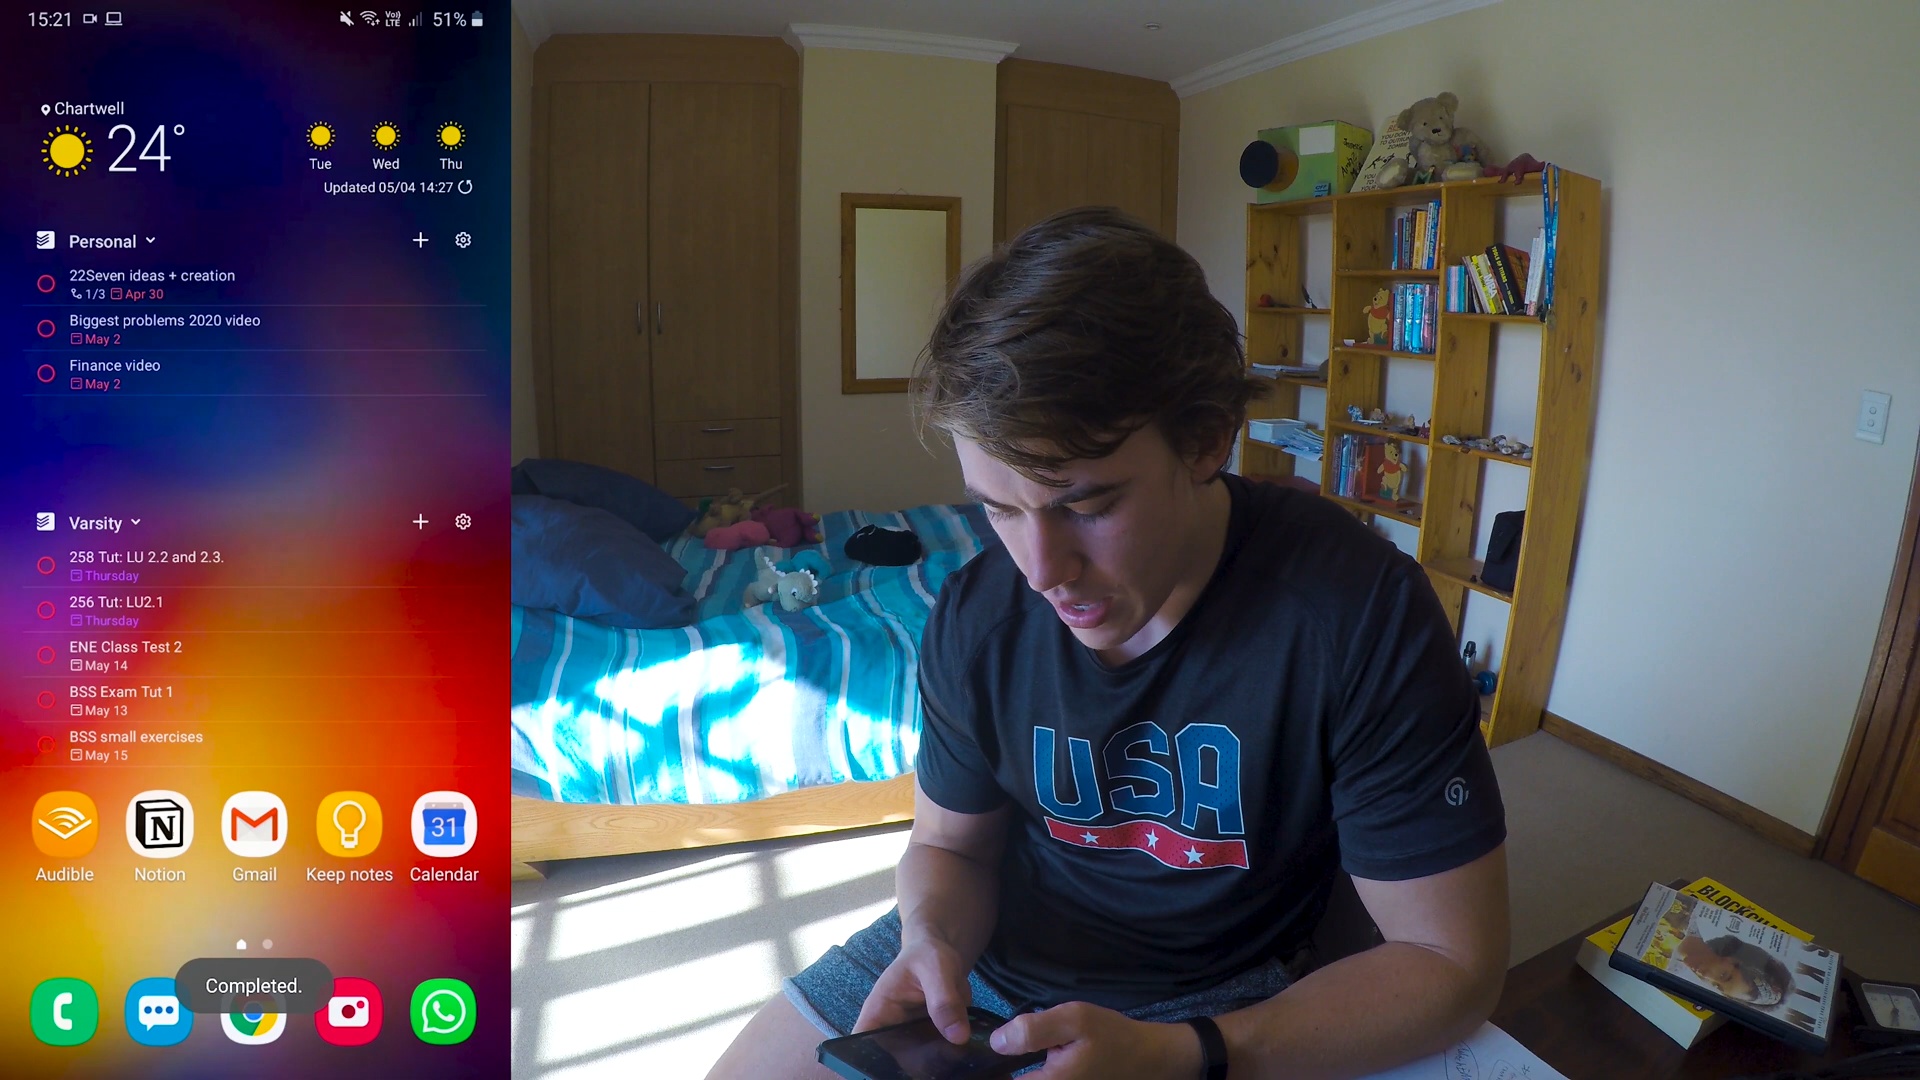 15:21
Vo))
LTE
51%
Chartwell
24°
Tue
Wed
Thu
Updated 05/04 14:27
Personal
22Seven ideas + creation
1/3 Apr 30
Biggest problems 2020 video
May 2
Finance video
May 2
Varsity
258 Tut: LU 2.2 and 2.3.
Thursday
256 Tut: LU2.1
Thursday
ENE Class Test 2
May 14
BSS Exam Tut 1
May 13
BSS small exercises
May 15
31
Audible
Notion
Gmail
Keep notes
Calendar
Completed.
USA
MBA